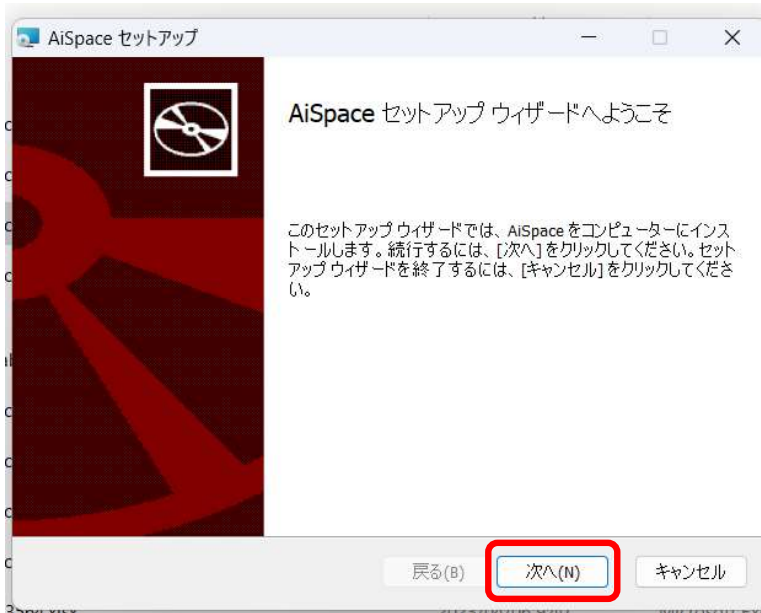 AiSpace セットアップ
AiSpace セットアップ ウィザードへようこそ
このセットアップ ウィザードでは、AiSpace をコンピューターにインス
トールします。続行するには、[次へ] をクリックしてください。セット
アップ ウィザードを終了するには、[キャンセル] をクリックしてくださ
い。
戻る(B) 次へ(N) キャンセル